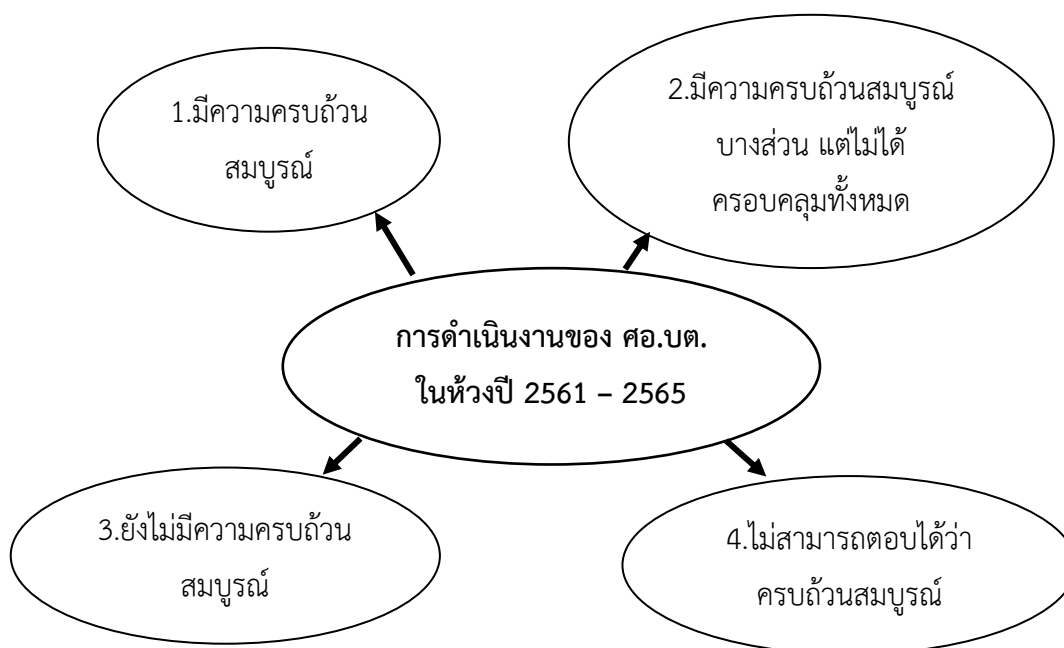 1.มีความครบถ้วน
สมบูรณ์
2.มีความครบถ้วนสมบูรณ์
บางส่วน แต่ไม่ได้
ครอบคลุมทั้งหมด
การดำเนินงานของ ศอ.บต.
ในห้วงปี 2561 – 2565
3.ยังไม่มีความครบถ้วน
สมบูรณ์
4.ไม่สามารถตอบได้ว่า
ครบถ้วนสมบูรณ์